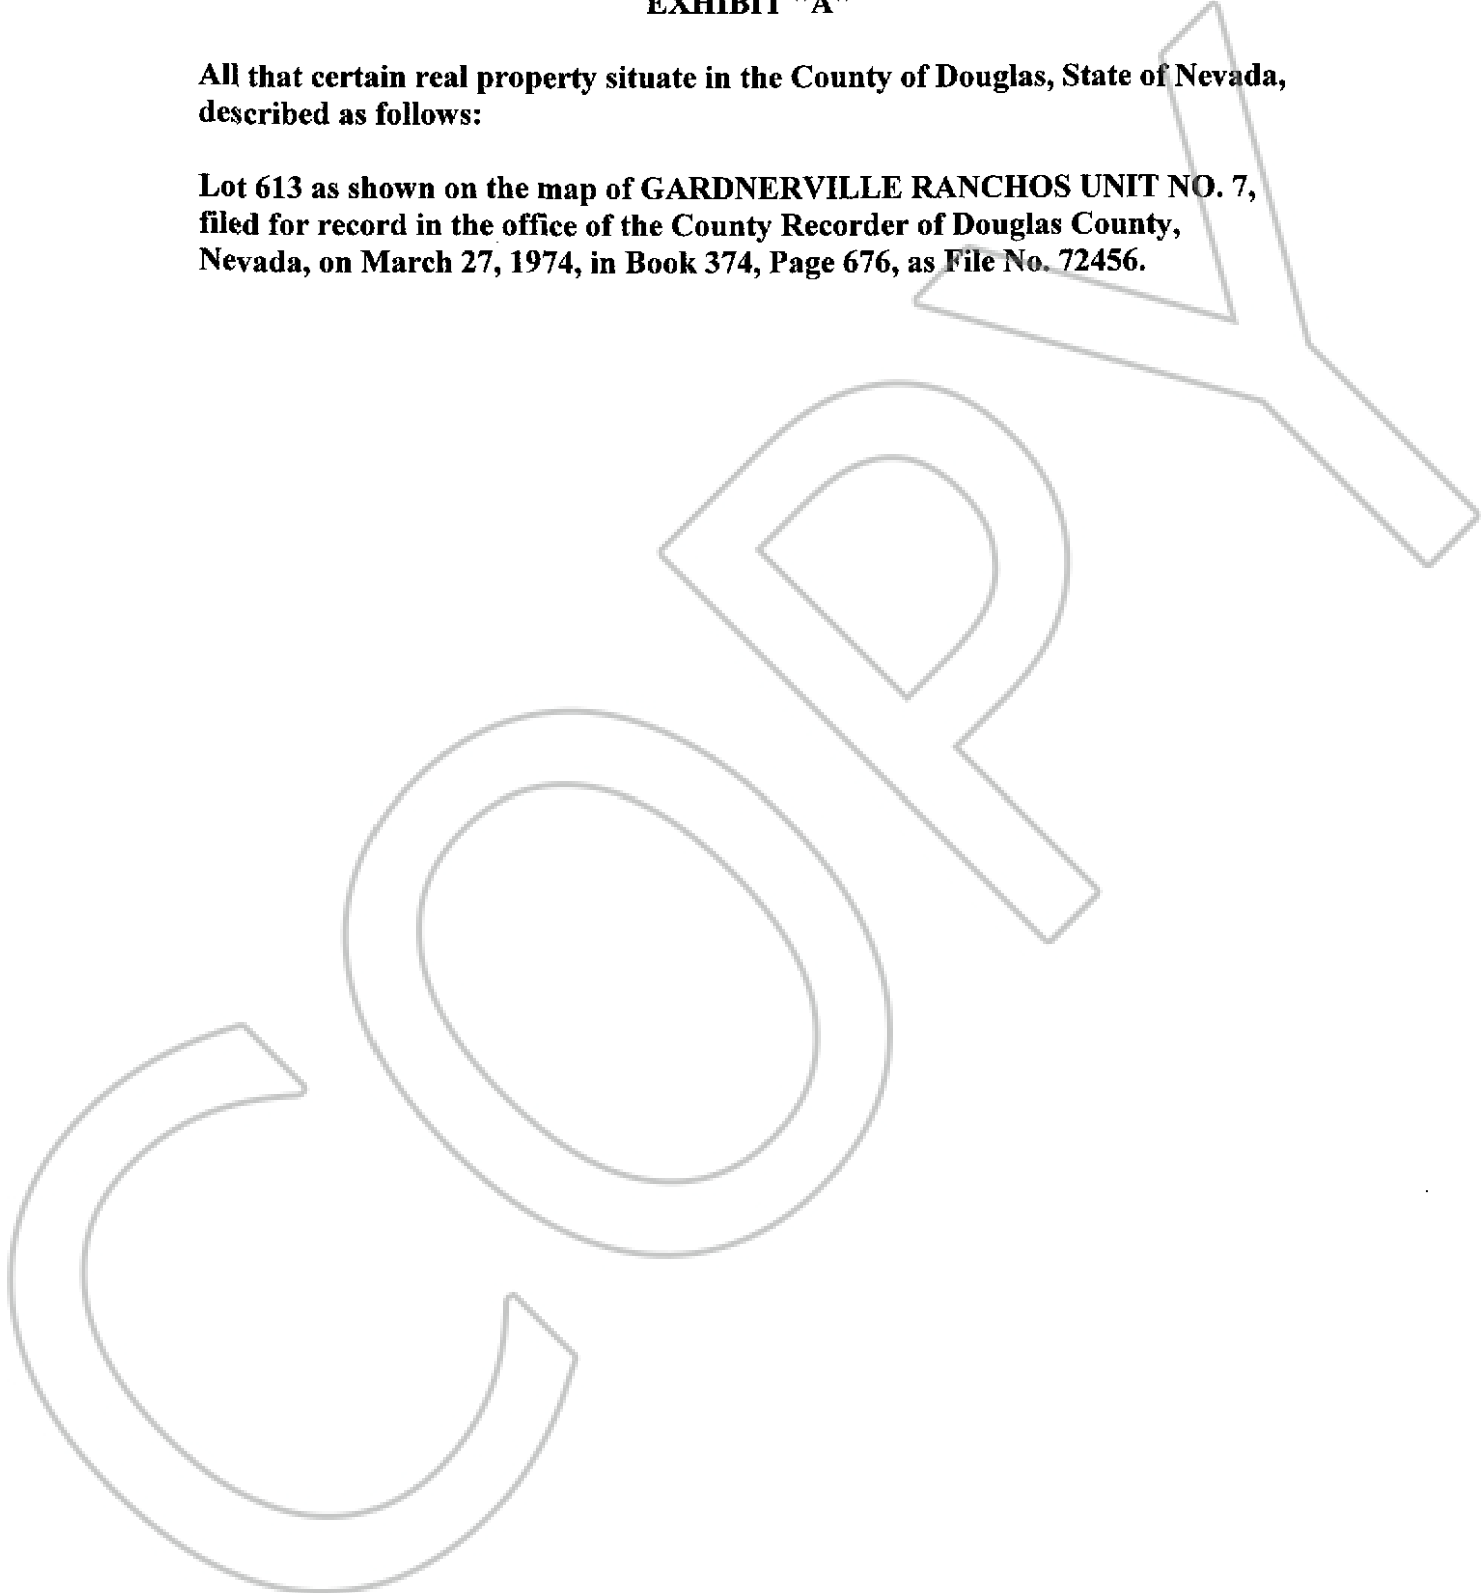 EXHIBIT "A"
All that certain real property situate in the County of Douglas, State of Nevada,
described as follows:
Lot 613 as shown on the map of GARDNERVILLE RANCHOS UNIT NO. 7,
filed for record in the office of the County Recorder of Douglas County,
Nevada, on March 27, 1974, in Book 374, Page 676, as File No. 72456.
COPY